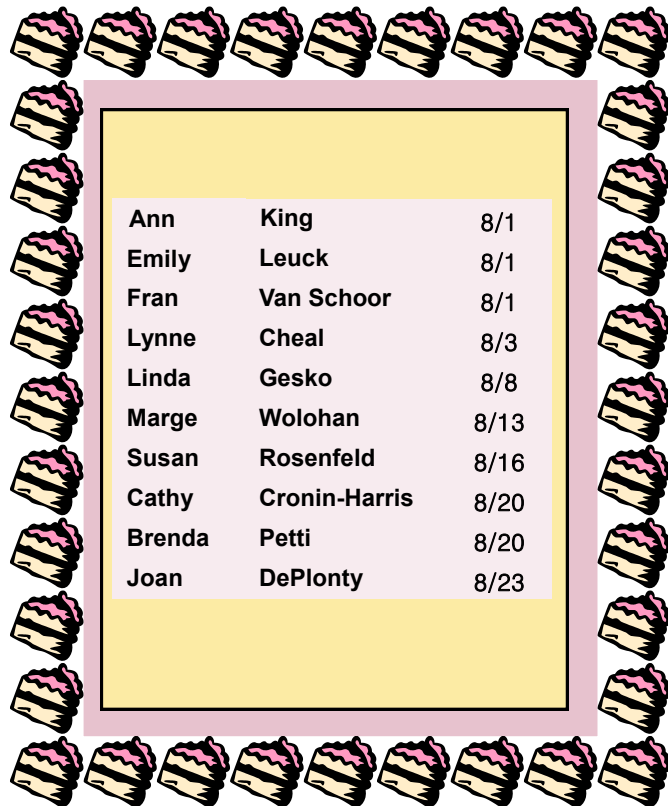 Ann King 8/1
Emily Leuck 8/1
Fran Van Schoor 8/1
Lynne Cheal 8/3
Linda Gesko 8/8
Marge Wolohan 8/13
Susan Rosenfeld 8/16
Cathy Cronin-Harris 8/20
Brenda Petti 8/20
Joan DePlonty 8/23